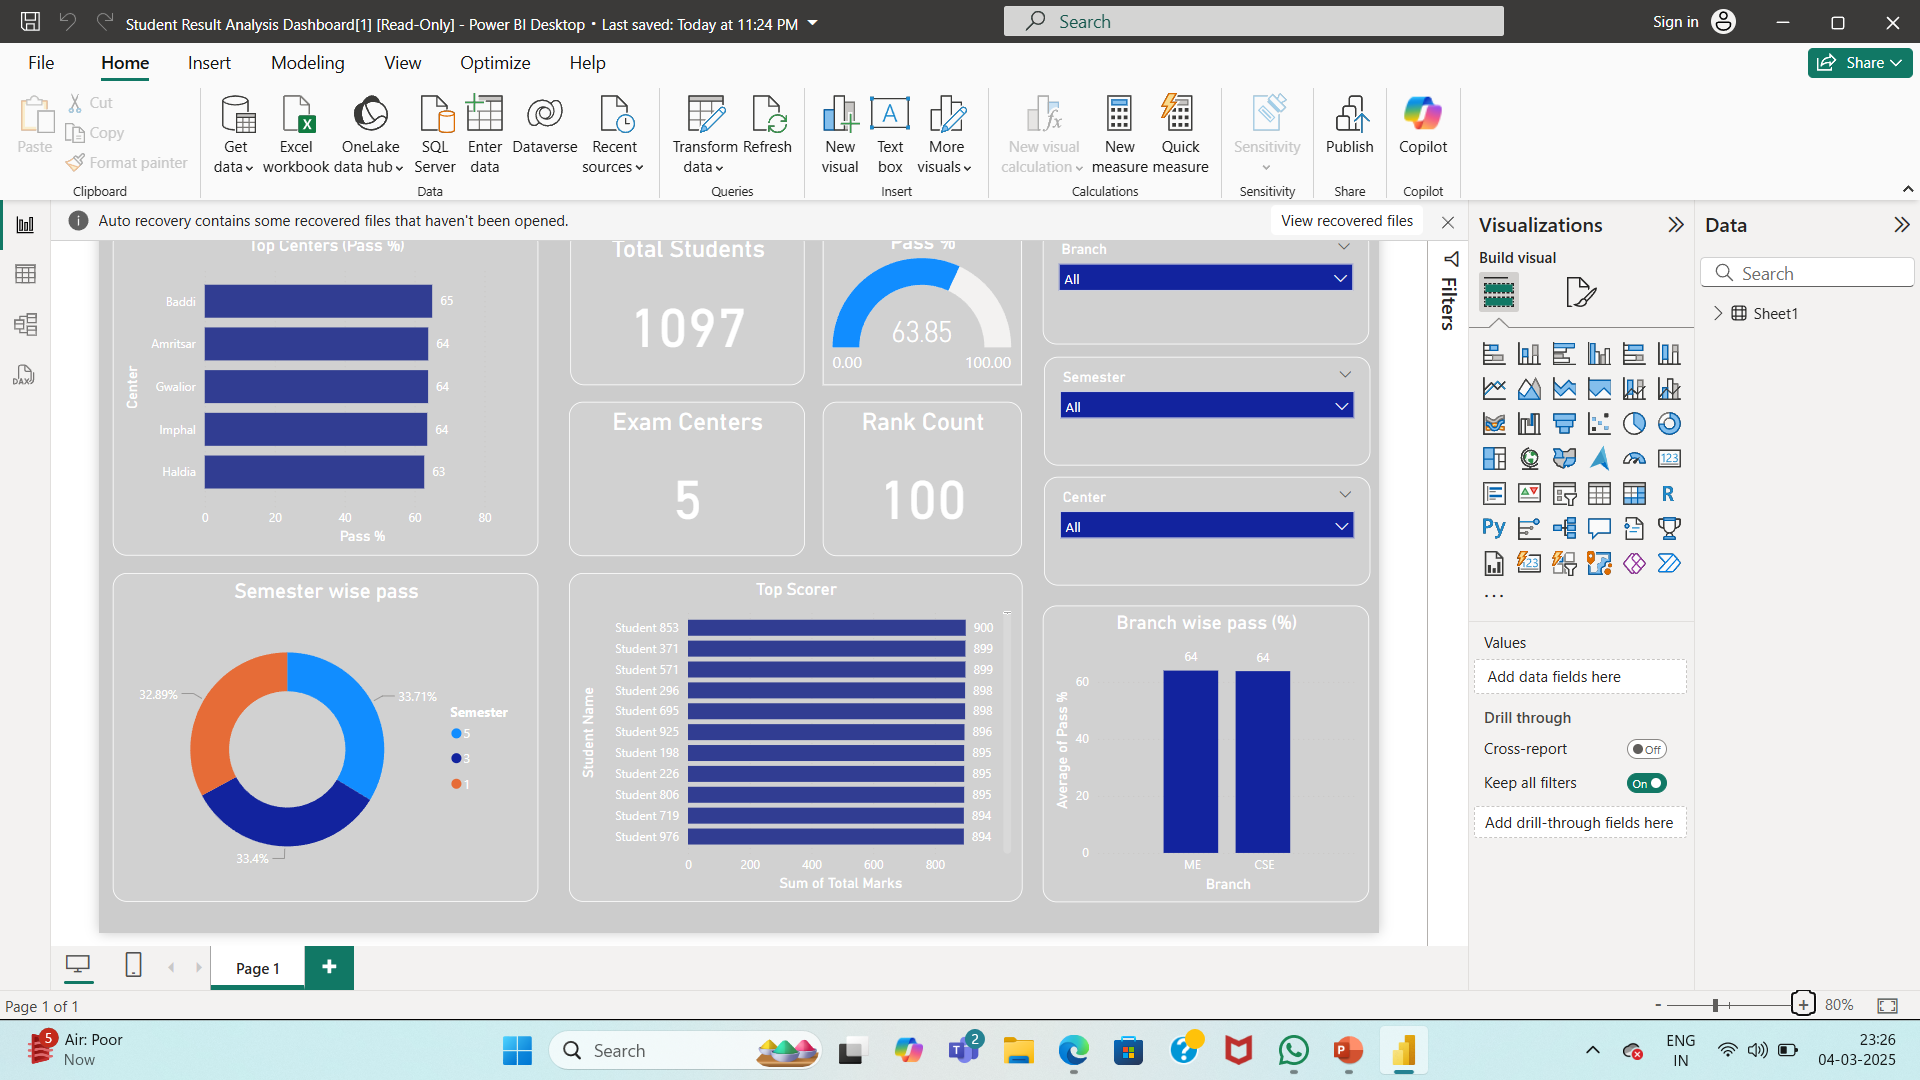 Student Result Analysis Dashboard[1] [Read-Only] - Power BI Desktop • Last saved: Today at 11:24 PM
Search
Sign in
File
Home
Insert
Modeling
View
Optimize
Help
Share
Paste
Cut
Copy
Format painter
Clipboard
Get data
Excel workbook
OneLake data hub
SQL Server
Enter data
Dataverse
Recent sources
Data
Transform data
Refresh
Queries
New visual
Text box
More visuals
Insert
New visual calculation
New measure
Quick measure
Calculations
Sensitivity
Sensitivity
Publish
Share
Copilot
Copilot
Auto recovery contains some recovered files that haven't been opened.
View recovered files
Top Centers (Pass %)
Center
Baddi 65
Amritsar 64
Gwalior 64
Imphal 64
Haldia 63
0 20 40 60 80
Pass %
Total Students
1097
Pass %
63.85
0.00 100.00
Exam Centers
5
Rank Count
100
Branch
All
Semester
All
Center
All
Semester wise pass
32.89%
33.71%
33.4%
Semester
5
3
1
Top Scorer
Student Name
Student 853 900
Student 371 899
Student 571 899
Student 296 898
Student 695 898
Student 925 896
Student 198 895
Student 226 895
Student 806 895
Student 719 894
Student 976 894
0 200 400 600 800
Sum of Total Marks
Branch wise pass (%)
Average of Pass %
64 64
60
40
20
0
ME CSE
Branch
Filters
Visualizations
Build visual
123
R
Py
123
...
Values
Add data fields here
Drill through
Cross-report
Off
Keep all filters
On
Add drill-through fields here
Data
Search
Sheet1
DAX
Page 1
+
Page 1 of 1
- + 80%
5
Air: Poor
Now
Search
2
ENG
IN
23:26
04-03-2025